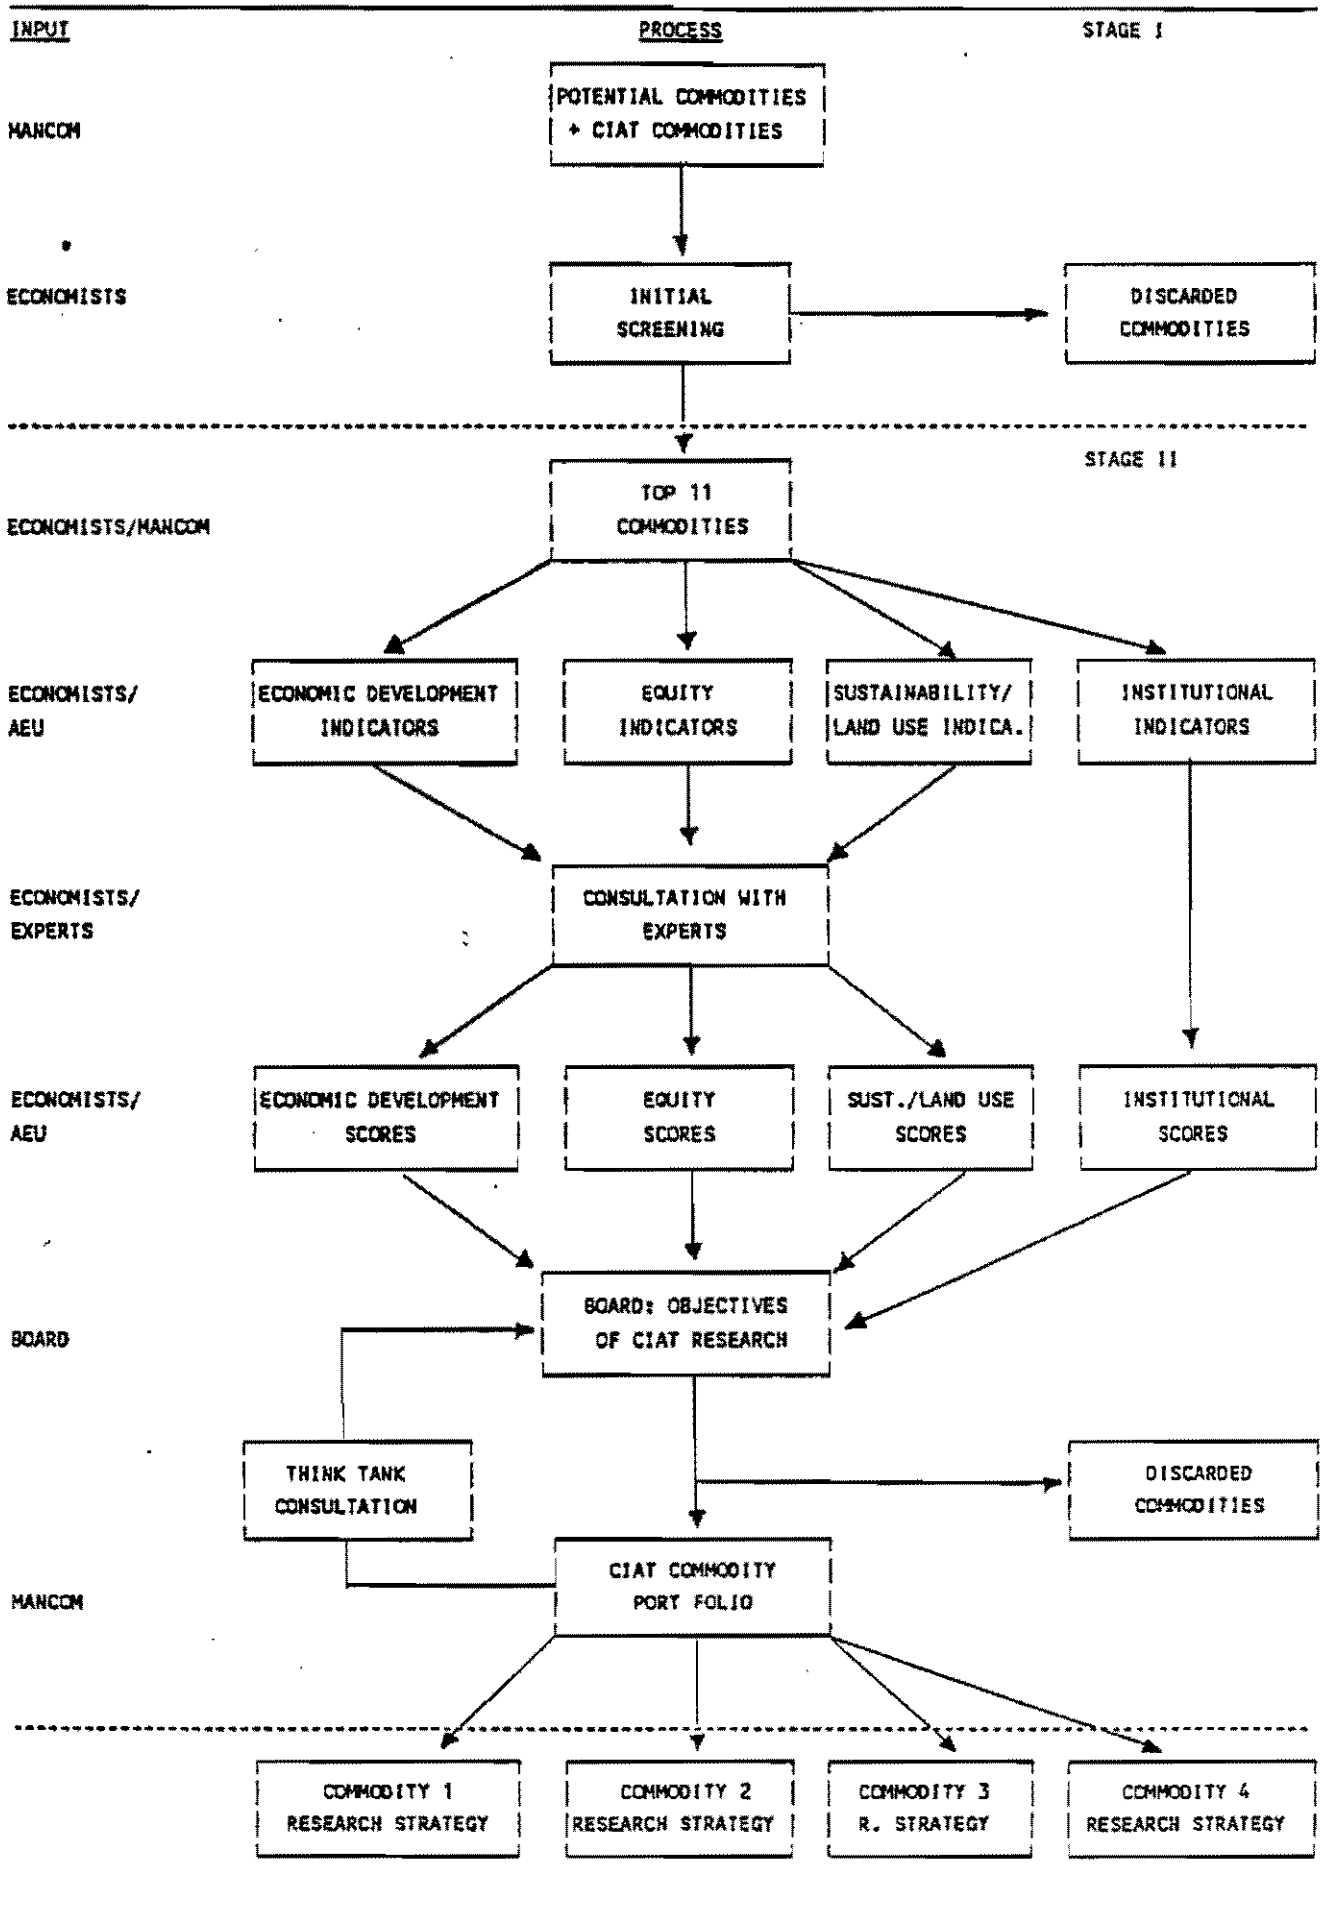 INPUT
PROCESS
STAGE I
POTENTIAL COMMODITIES
+ CIAT COMMODITIES
MANCOM
ECONOMISTS
INITIAL
SCREENING
DISCARDED
COMMODITIES
STAGE II
TOP 11
COMMODITIES
ECONOMISTS/MANCOM
ECONOMISTS/
AEU
ECONOMIC DEVELOPMENT
INDICATORS
EQUITY
INDICATORS
SUSTAINABILITY/
LAND USE INDICA.
INSTITUTIONAL
INDICATORS
ECONOMISTS/
EXPERTS
CONSULTATION WITH
EXPERTS
ECONOMISTS/
AEU
ECONOMIC DEVELOPMENT
SCORES
EQUITY
SCORES
SUST./LAND USE
SCORES
INSTITUTIONAL
SCORES
BOARD: OBJECTIVES
OF CIAT RESEARCH
BOARD
THINK TANK
CONSULTATION
DISCARDED
COMMODITIES
CIAT COMMODITY
PORT FOLIO
MANCOM
COMMODITY 1
RESEARCH STRATEGY
COMMODITY 2
RESEARCH STRATEGY
COMMODITY 3
R. STRATEGY
COMMODITY 4
RESEARCH STRATEGY